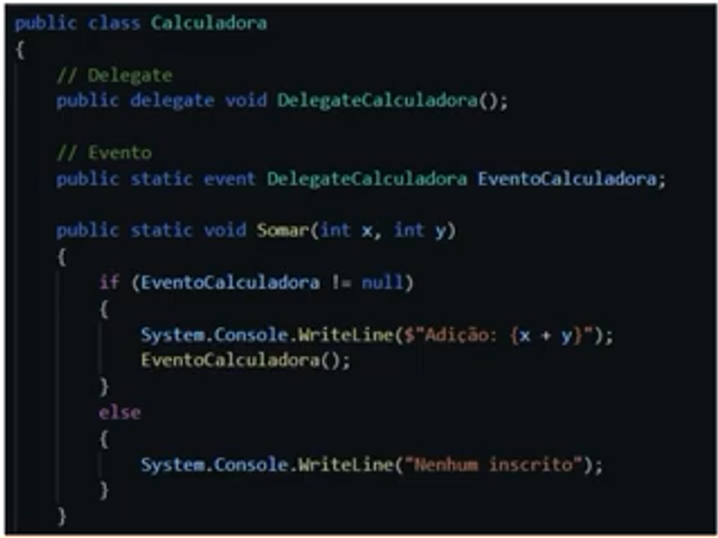 public class Calculadora
{
    // Delegate
    public delegate void DelegateCalculadora();

    // Evento
    public static event DelegateCalculadora EventoCalculadora;

    public static void Somar(int x, int y)
    {
        if (EventoCalculadora != null)
        {
            System.Console.WriteLine($"Adição: {x + y}");
            EventoCalculadora();
        }
        else
        {
            System.Console.WriteLine("Nenhum inscrito");
        }
    }